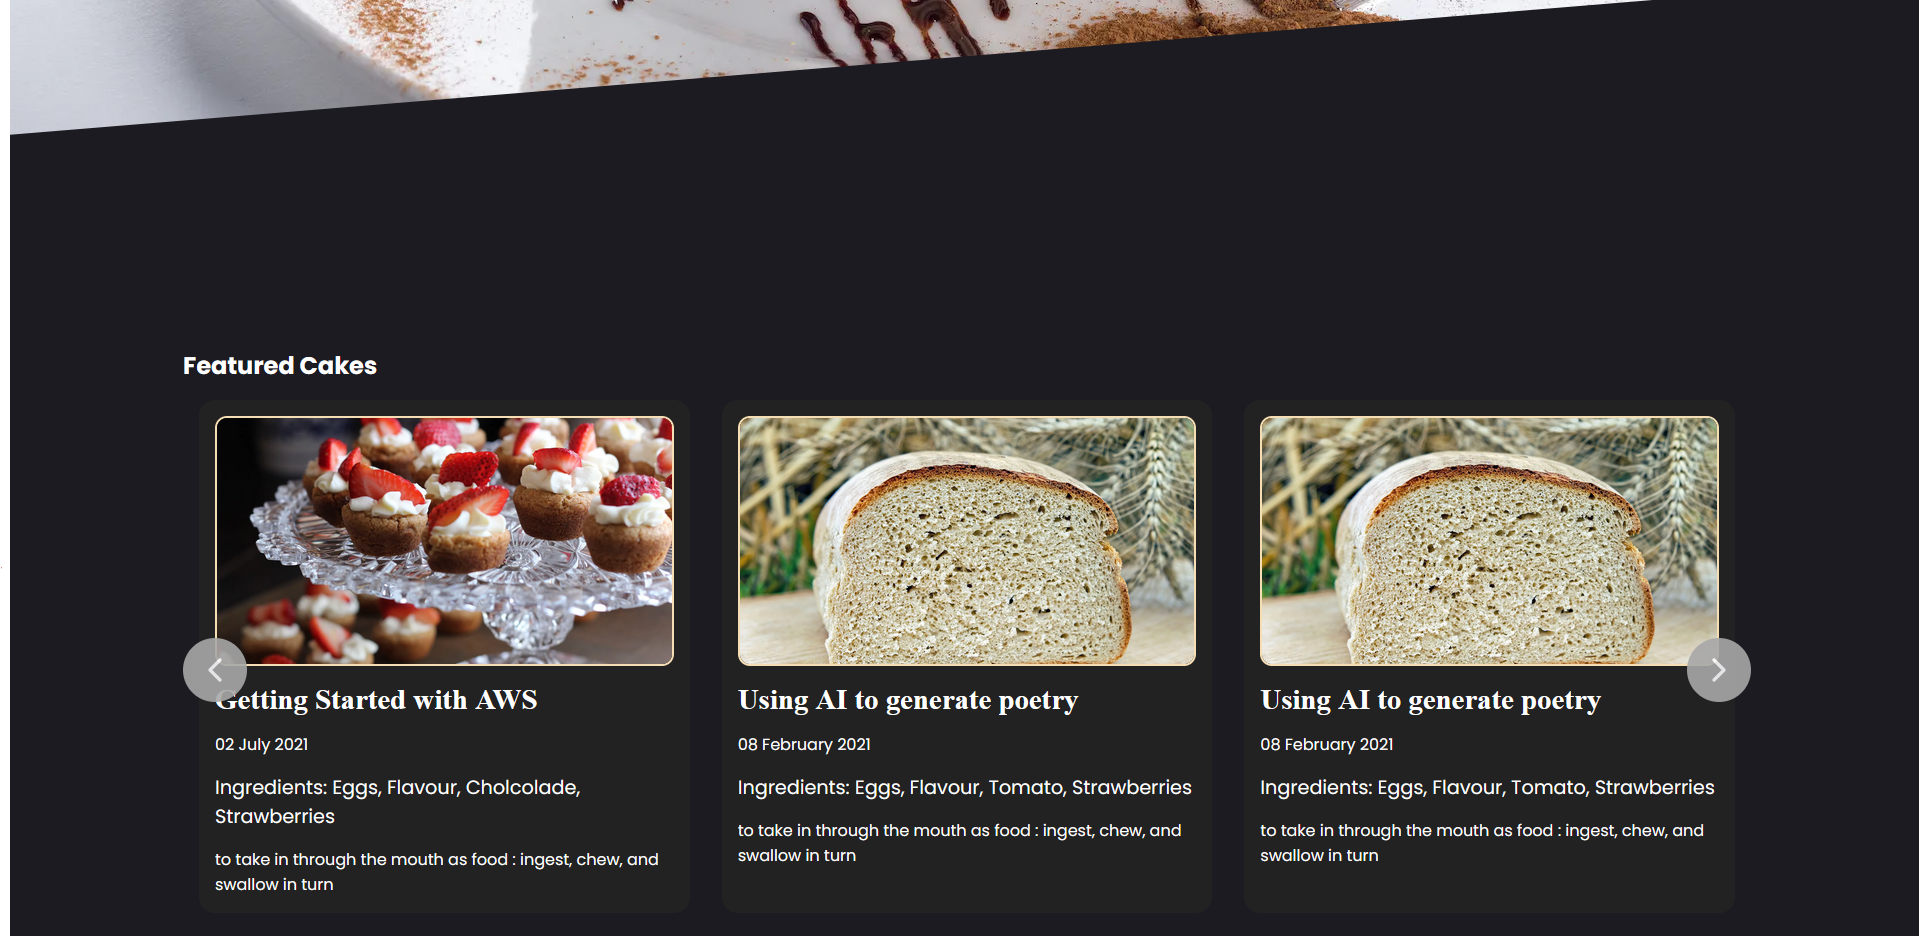 Featured Cakes
Getting Started with AWS
02 July 2021
Ingredients: Eggs, Flavour, Cholcolade,
Strawberries
to take in through the mouth as food : ingest, chew, and
swallow in turn
Using AI to generate poetry
08 February 2021
Ingredients: Eggs, Flavour, Tomato, Strawberries
to take in through the mouth as food : ingest, chew, and
swallow in turn
Using AI to generate poetry
08 February 2021
Ingredients: Eggs, Flavour, Tomato, Strawberries
to take in through the mouth as food : ingest, chew, and
swallow in turn